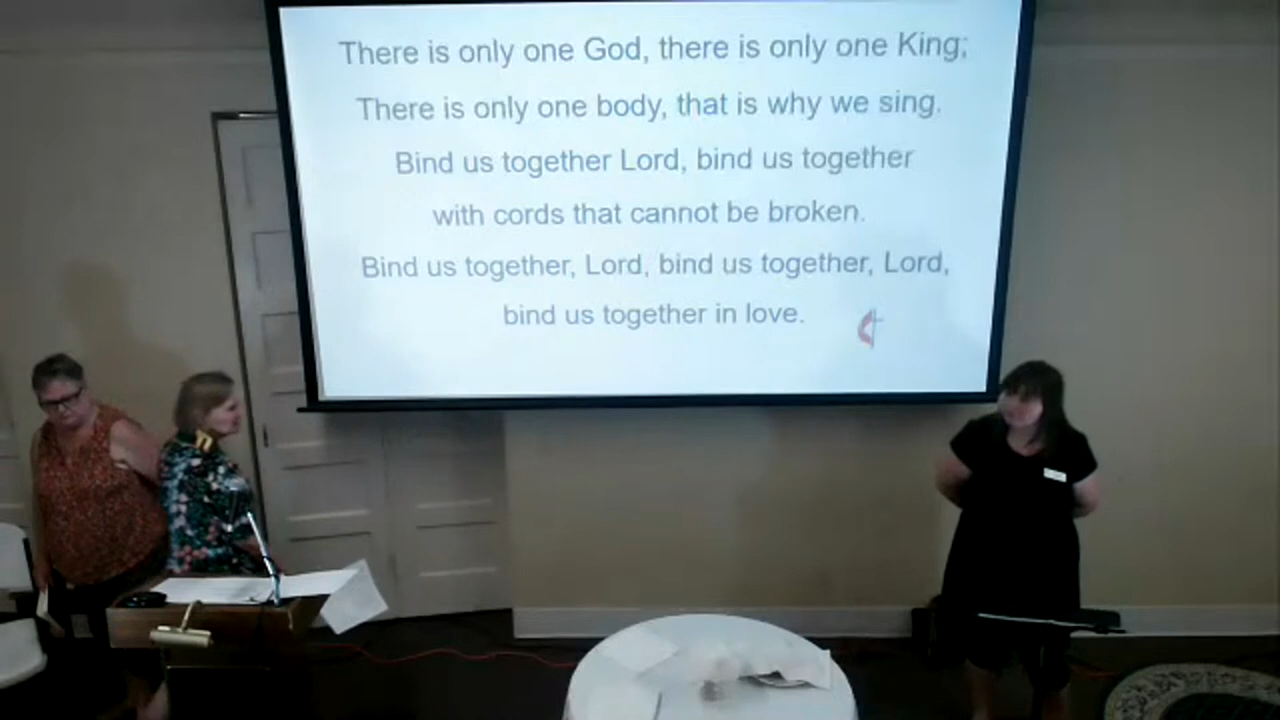 There is only one God, there is only one King;
There is only one body, that is why we sing.
Bind us together Lord, bind us together
with cords that cannot be broken.
Bind us together, Lord, bind us together, Lord,
bind us together in love.